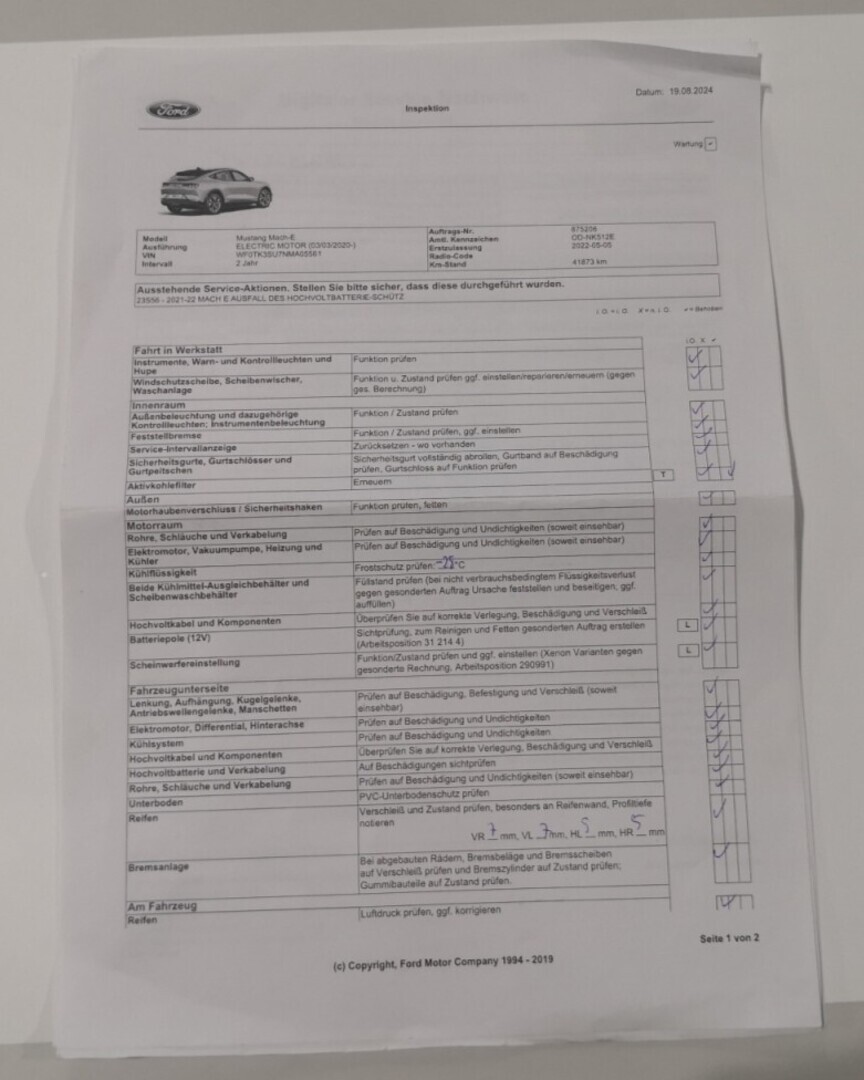 Ford
Inspektion
Datum: 19.08.2024
Wartung
Modell Mustang Mach-E
Ausführung ELECTRIC MOTOR (03/03/2020-)
VIN
Intervall 2 Jahr
Auftrags-Nr. 675256
Amtl. Kennzeichen OD-NK512E
Erstzulassung 2022-05-05
Radio-Code
Km-Stand 41873 km
Ausstehende Service-Aktionen. Stellen Sie bitte sicher, dass diese durchgeführt wurden.
23S56 - 2021-22 MACH E AUSFALL DES HOCHVOLTBATTERIE-SCHÜTZ
i.O. = i.O. X = n.i.O. = Behoben
i.O. X
Fahrt in Werkstatt
Instrumente, Warn- und Kontrollleuchten und Hupe Funktion prüfen
Windschutzscheibe, Scheibenwischer, Waschanlage Funktion u. Zustand prüfen ggf. einstellen/reparieren/erneuern (gegen ges. Berechnung)
Innenraum
Außenbeleuchtung und dazugehörige Kontrollleuchten; Instrumentenbeleuchtung Funktion / Zustand prüfen
Feststellbremse Funktion / Zustand prüfen, ggf. einstellen
Service-Intervallanzeige Zurücksetzen - wo vorhanden
Sicherheitsgurte, Gurtschlösser und Gurtpeitschen Sicherheitsgurt vollständig abrollen, Gurtband auf Beschädigung prüfen, Gurtschloss auf Funktion prüfen
Aktivkohlefilter Erneuern T
Außen
Motorhaubenverschluss / Sicherheitshaken Funktion prüfen, fetten
Motorraum
Rohre, Schläuche und Verkabelung Prüfen auf Beschädigung und Undichtigkeiten (soweit einsehbar)
Elektromotor, Vakuumpumpe, Heizung und Kühler Prüfen auf Beschädigung und Undichtigkeiten (soweit einsehbar)
Kühlflüssigkeit Frostschutz prüfen: -25 °C
Beide Kühlmittel-Ausgleichbehälter und Scheibenwaschbehälter Füllstand prüfen (bei nicht verbrauchsbedingtem Flüssigkeitsverlust gegen gesonderten Auftrag Ursache feststellen und beseitigen, ggf. auffüllen)
Hochvoltkabel und Komponenten Überprüfen Sie auf korrekte Verlegung, Beschädigung und Verschleiß
Batteriepole (12V) Sichtprüfung, zum Reinigen und Fetten gesonderten Auftrag erstellen (Arbeitsposition 31 214 4) L
Scheinwerfereinstellung Funktion/Zustand prüfen und ggf. einstellen (Xenon Varianten gegen gesonderte Rechnung, Arbeitsposition 290991) L
Fahrzeugunterseite
Lenkung, Aufhängung, Kugelgelenke, Antriebswellengelenke, Manschetten Prüfen auf Beschädigung, Befestigung und Verschleiß (soweit einsehbar)
Elektromotor, Differential, Hinterachse Prüfen auf Beschädigung und Undichtigkeiten
Kühlsystem Prüfen auf Beschädigung und Undichtigkeiten
Hochvoltkabel und Komponenten Überprüfen Sie auf korrekte Verlegung, Beschädigung und Verschleiß
Hochvoltbatterie und Verkabelung Auf Beschädigungen sichtprüfen
Rohre, Schläuche und Verkabelung Prüfen auf Beschädigung und Undichtigkeiten (soweit einsehbar)
Unterboden PVC-Unterbodenschutz prüfen
Reifen Verschleiß und Zustand prüfen, besonders an Reifenwand, Profiltiefe notieren
VR 7 mm, VL 7 mm, HL 5 mm, HR 5 mm
Bremsanlage Bei abgebauten Rädern, Bremsbeläge und Bremsscheiben auf Verschleiß prüfen und Bremszylinder auf Zustand prüfen; Gummibauteile auf Zustand prüfen.
Am Fahrzeug
Reifen Luftdruck prüfen, ggf. korrigieren
Seite 1 von 2
(c) Copyright, Ford Motor Company 1994 - 2019